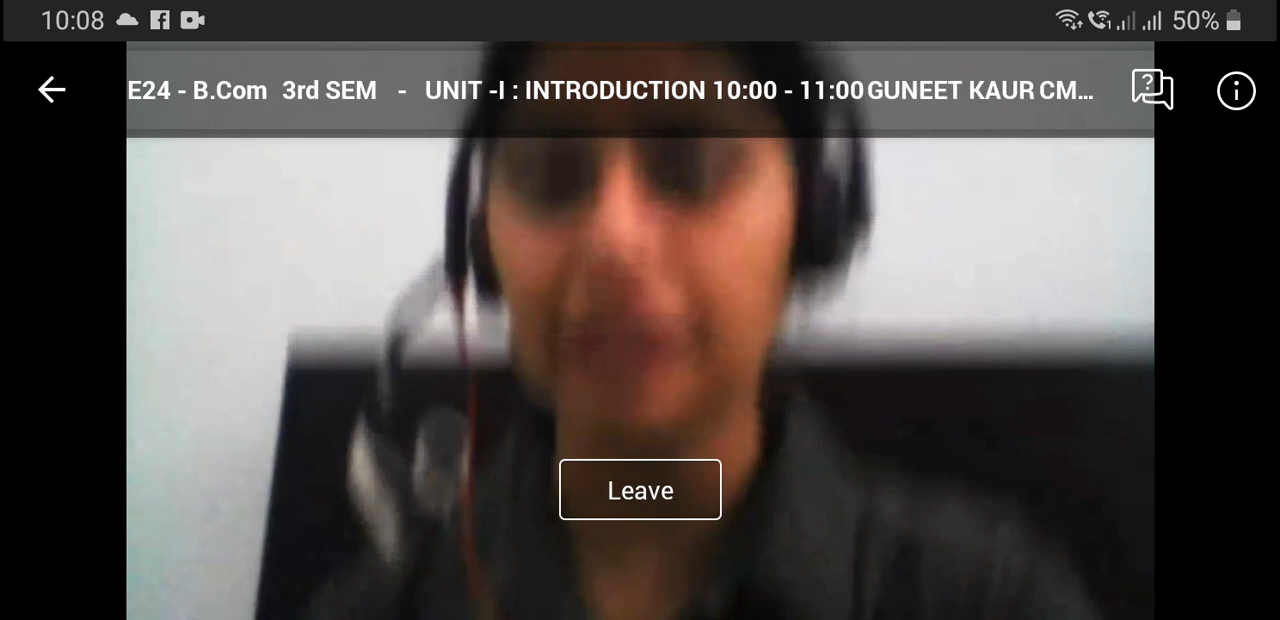 10:08 50%
E24 - B.Com 3rd SEM - UNIT -I : INTRODUCTION 10:00 - 11:00 GUNEET KAUR CM...
Leave